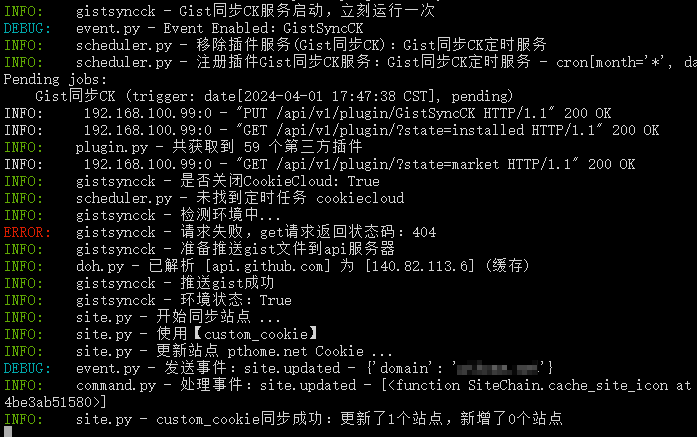 INFO: gistsyncck - Gist同步CK服务启动，立刻运行一次
DEBUG: event.py - Event Enabled：GistSyncCK
INFO: scheduler.py - 移除插件服务(Gist同步CK)：Gist同步CK定时服务
INFO: scheduler.py - 注册插件Gist同步CK服务：Gist同步CK定时服务 - cron[month='*', da
Pending jobs:
Gist同步CK (trigger: date[2024-04-01 17:47:38 CST], pending)
INFO: 192.168.100.99:0 - "PUT /api/v1/plugin/GistSyncCK HTTP/1.1" 200 OK
INFO: 192.168.100.99:0 - "GET /api/v1/plugin/?state=installed HTTP/1.1" 200 OK
INFO: plugin.py - 共获取到 59 个第三方插件
INFO: 192.168.100.99:0 - "GET /api/v1/plugin/?state=market HTTP/1.1" 200 OK
INFO: gistsyncck - 是否关闭CookieCloud: True
INFO: scheduler.py - 未找到定时任务 cookiecloud
INFO: gistsyncck - 检测环境中...
ERROR: gistsyncck - 请求失败，get请求返回状态码：404
INFO: gistsyncck - 准备推送gist文件到api服务器
INFO: doh.py - 已解析 [api.github.com] 为 [140.82.113.6] (缓存)
INFO: gistsyncck - 推送gist成功
INFO: gistsyncck - 环境状态：True
INFO: site.py - 开始同步站点 ...
INFO: site.py - 使用【custom_cookie】
INFO: site.py - 更新站点 pthome.net Cookie ...
DEBUG: event.py - 发送事件：site.updated - {'domain': ' '}
INFO: command.py - 处理事件：site.updated - [<function SiteChain.cache_site_icon at
4be3ab51580>]
INFO: site.py - custom_cookie同步成功：更新了1个站点，新增了0个站点